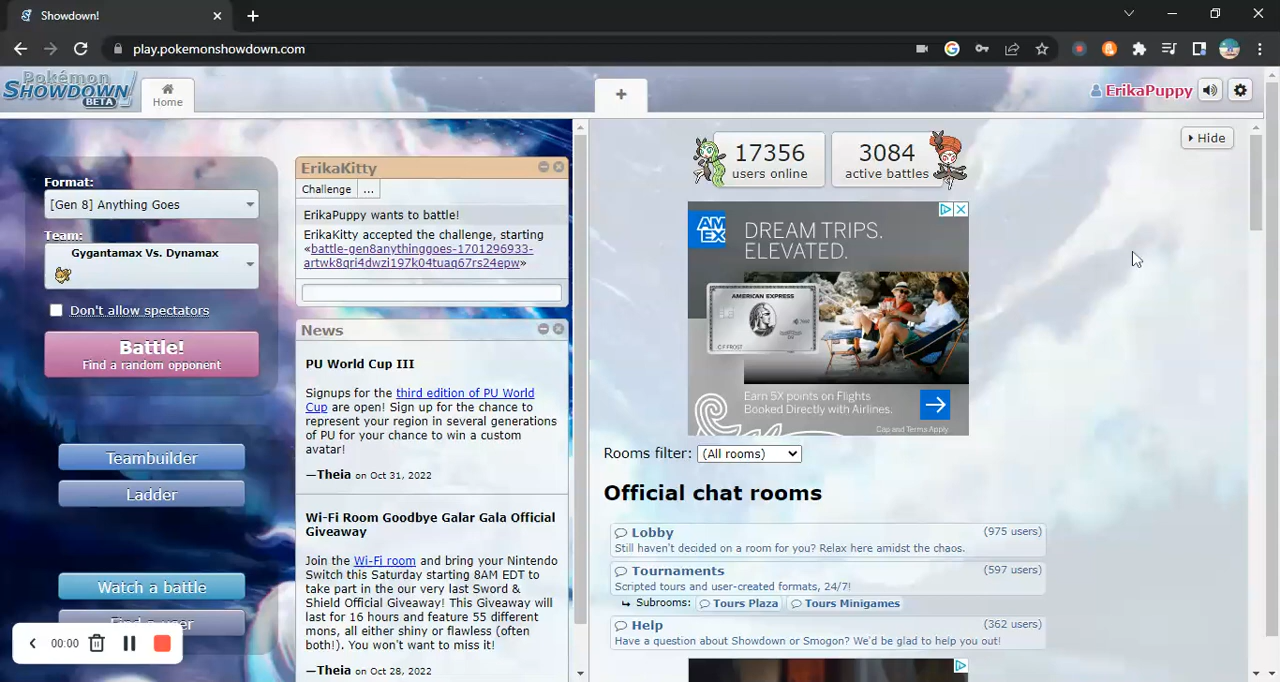 Showdown!
play.pokemonshowdown.com
Pokémon
SHOWDOWN!
BETA
Home
ErikaPuppy
Format:
[Gen 8] Anything Goes
Team:
Gygantamax Vs. Dynamax
Don't allow spectators
Battle!
Find a random opponent
Teambuilder
Ladder
Watch a battle
Find a user
00:00
ErikaKitty
Challenge ...
ErikaPuppy wants to battle!
ErikaKitty accepted the challenge, starting
«battle-gen8anythinggoes-1701296933-
artwk8qri4dwzi197k04tuaq67rs24epw»
News
PU World Cup III
Signups for the third edition of PU World
Cup are open! Sign up for the chance to
represent your region in several generations
of PU for your chance to win a custom
avatar!
—Theia on Oct 31, 2022
Wi-Fi Room Goodbye Galar Gala Official
Giveaway
Join the Wi-Fi room and bring your Nintendo
Switch this Saturday starting 8AM EDT to
take part in the our very last Sword &
Shield Official Giveaway! This Giveaway will
last for 16 hours and feature 55 different
mons, all either shiny or flawless (often
both!). You won't want to miss it!
—Theia on Oct 28, 2022
Hide
17356
users online
3084
active battles
AM
EX
DREAM TRIPS.
ELEVATED.
AMERICAN EXPRESS
C F FROST
Earn 5X points on Flights
Booked Directly with Airlines.
Cap and Terms Apply
Rooms filter: (All rooms)
Official chat rooms
Lobby (975 users)
Still haven't decided on a room for you? Relax here amidst the chaos.
Tournaments (597 users)
Scripted tours and user-created formats, 24/7!
Subrooms: Tours Plaza Tours Minigames
Help (362 users)
Have a question about Showdown or Smogon? We'd be glad to help you out!